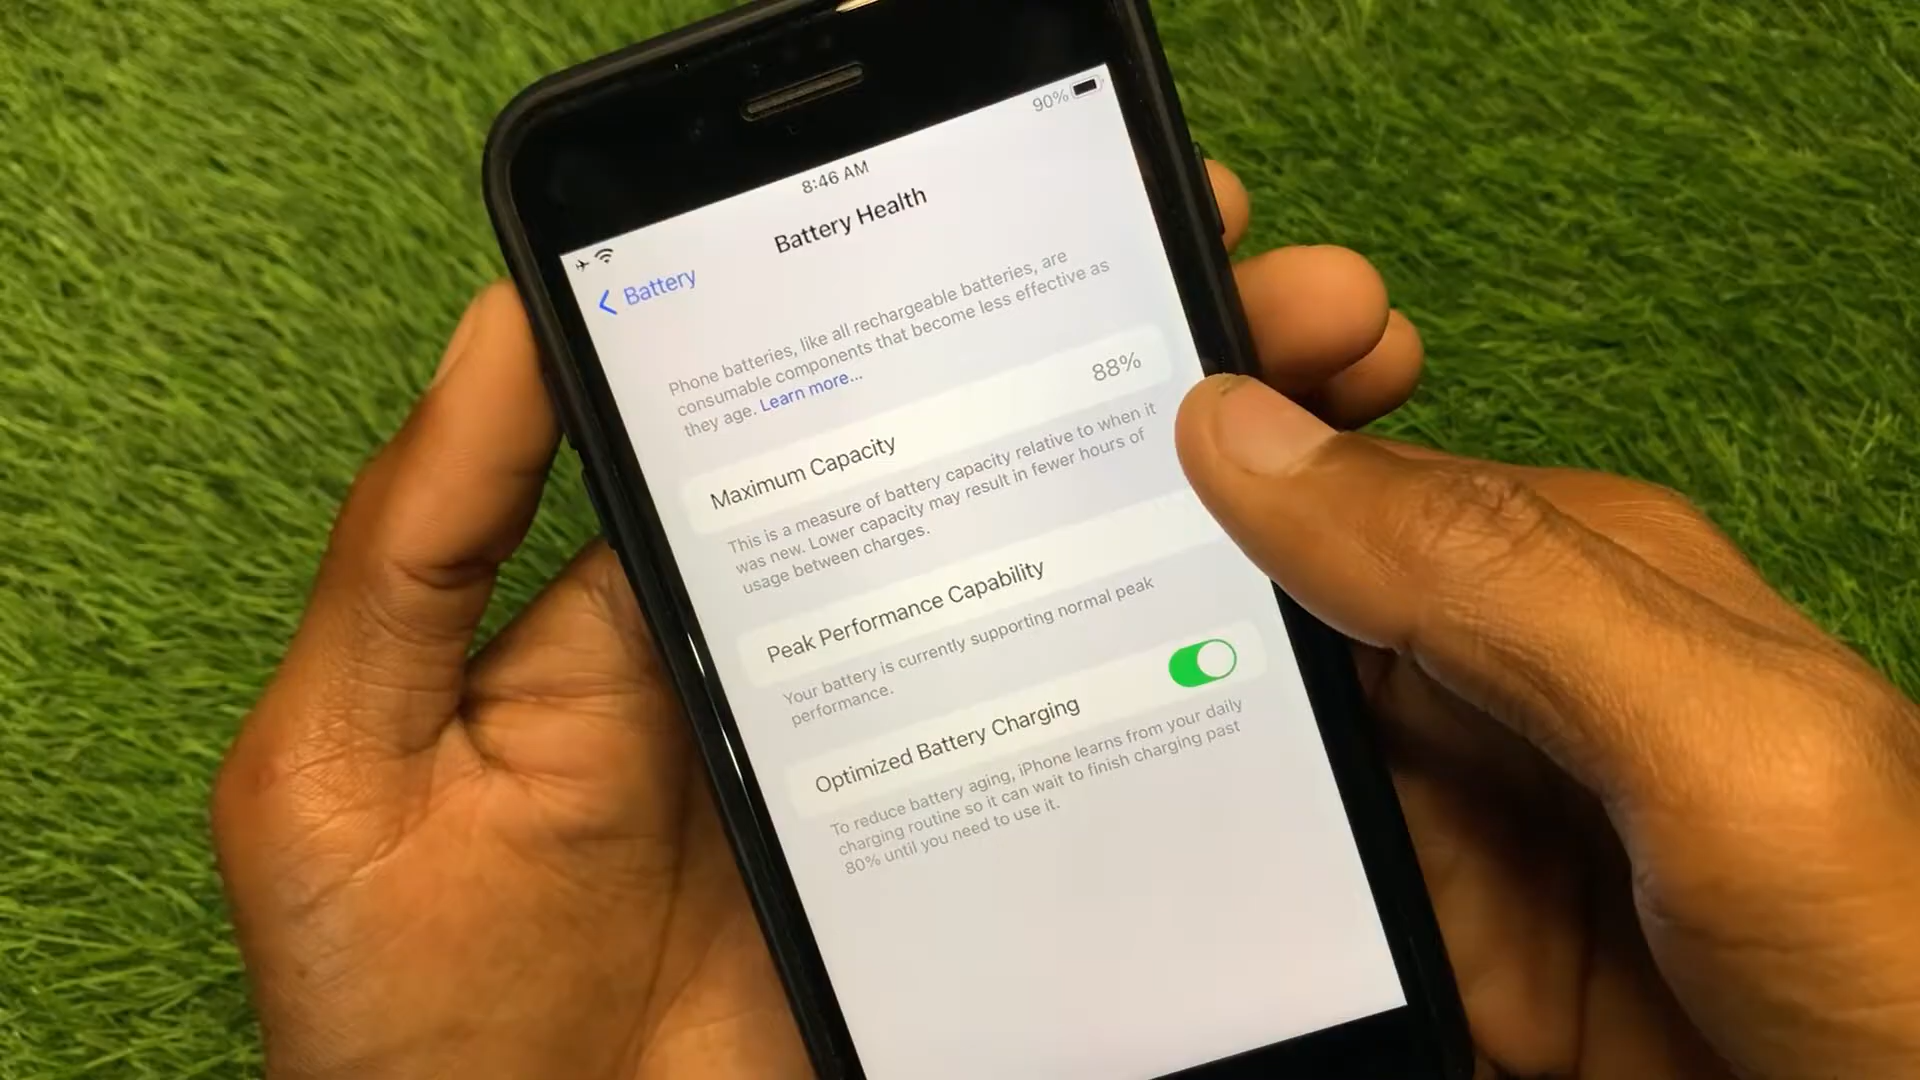 90%
8:46 AM
Battery
Battery Health
Phone batteries, like all rechargeable batteries, are
consumable components that become less effective as
they age. Learn more...
Maximum Capacity 88%
This is a measure of battery capacity relative to when it
was new. Lower capacity may result in fewer hours of
usage between charges.
Peak Performance Capability
Your battery is currently supporting normal peak
performance.
Optimized Battery Charging
To reduce battery aging, iPhone learns from your daily
charging routine so it can wait to finish charging past
80% until you need to use it.